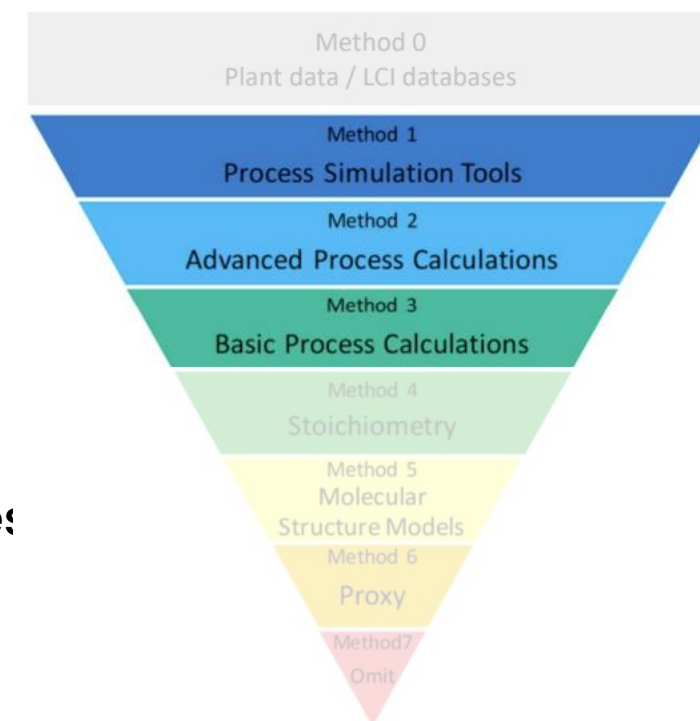 Method 0
Plant data / LCI databases
Method 1
Process Simulation Tools
Method 2
Advanced Process Calculations
Method 3
Basic Process Calculations
Method 4
Stoichiometry
Method 5
Molecular
Structure Models
Method 6
Proxy
Method7
Omit